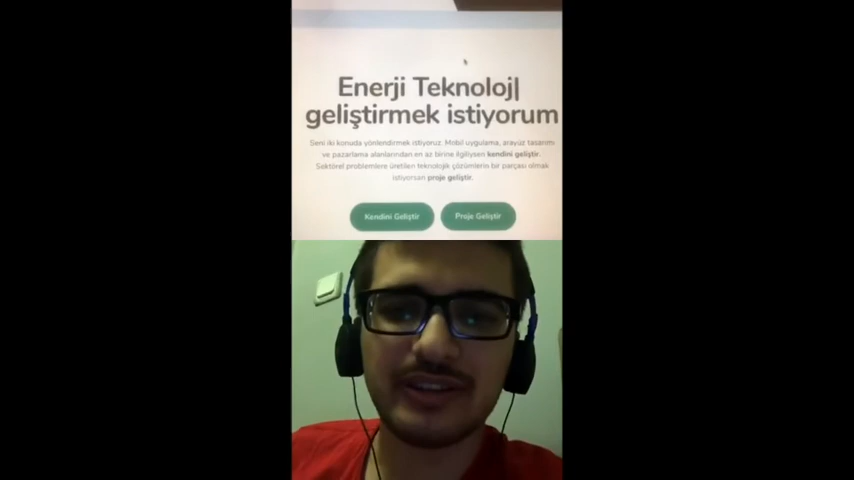 Enerji Teknoloj|
geliştirmek istiyorum
Seni iki konuda yönlendirmek istiyoruz. Mobil uygulama, arayüz tasarımı
ve pazarlama alanlarından en az birine ilgiliysen kendini geliştir.
Sektörel problemlere üretilen teknolojik çözümlerin bir parçası olmak
istiyorsan proje geliştir.
Kendini Geliştir
Proje Geliştir